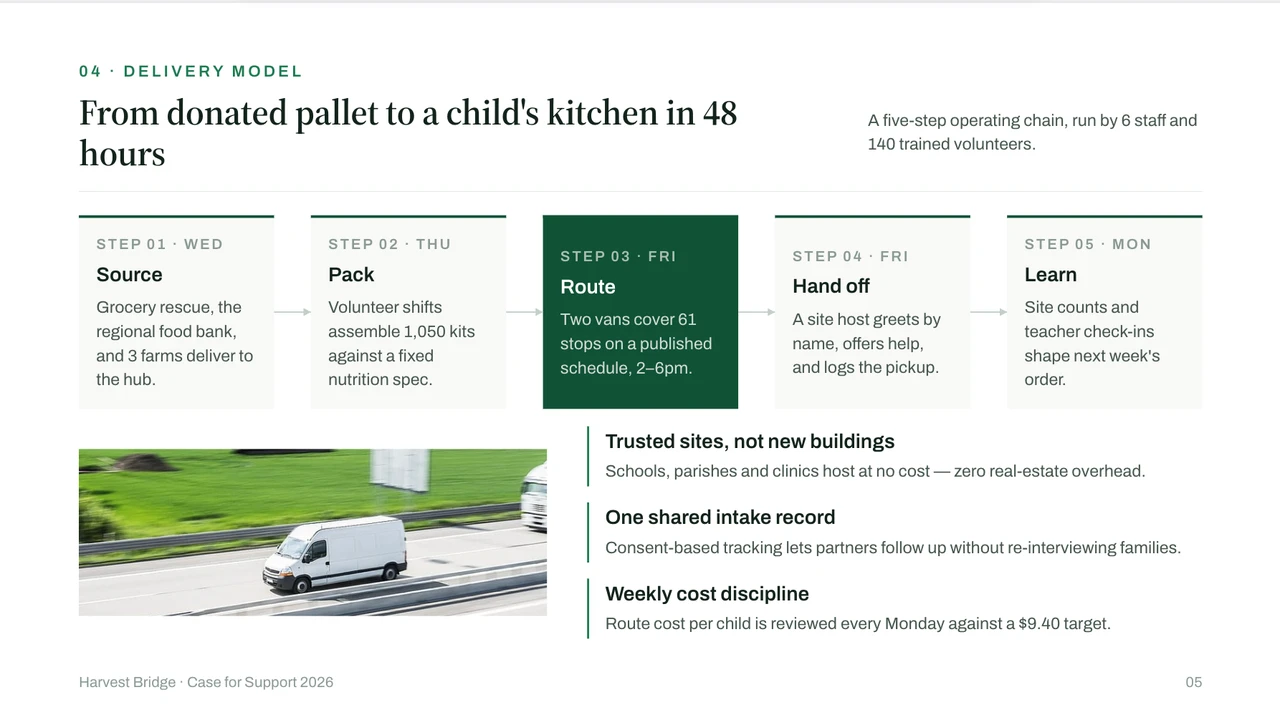 04 · DELIVERY MODEL
From donated pallet to a child's kitchen in 48
hours
A five-step operating chain, run by 6 staff and
140 trained volunteers.
STEP 01 · WED
Source
Grocery rescue, the
regional food bank,
and 3 farms deliver to
the hub.
STEP 02 · THU
Pack
Volunteer shifts
assemble 1,050 kits
against a fixed
nutrition spec.
STEP 03 · FRI
Route
Two vans cover 61
stops on a published
schedule, 2–6pm.
STEP 04 · FRI
Hand off
A site host greets by
name, offers help,
and logs the pickup.
STEP 05 · MON
Learn
Site counts and
teacher check-ins
shape next week's
order.
Trusted sites, not new buildings
Schools, parishes and clinics host at no cost — zero real-estate overhead.
One shared intake record
Consent-based tracking lets partners follow up without re-interviewing families.
Weekly cost discipline
Route cost per child is reviewed every Monday against a $9.40 target.
Harvest Bridge · Case for Support 2026
05